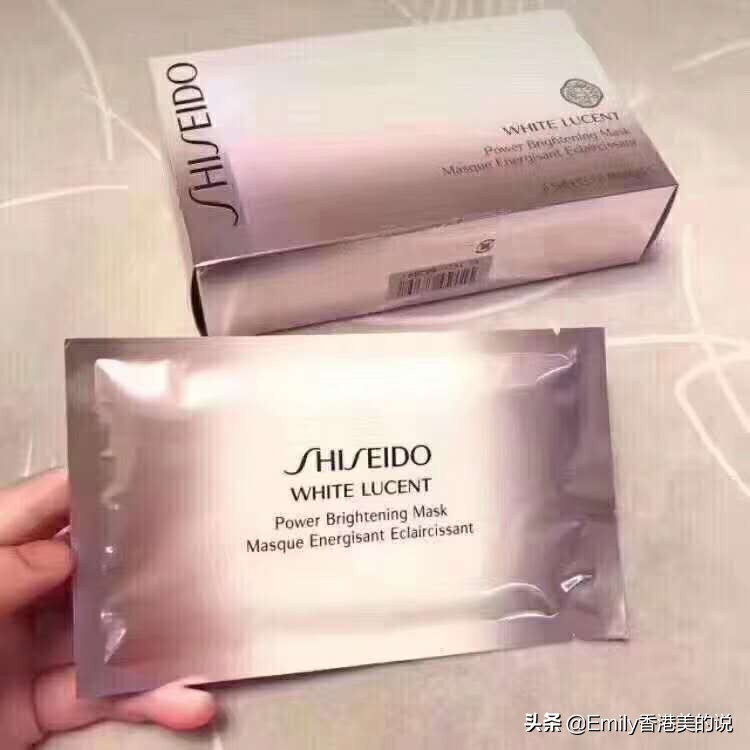 SHISEIDO
WHITE LUCENT
Power Brightening Mask
Masque Energisant Eclaircissant
SHISEIDO
WHITE LUCENT
Power Brightening Mask
Masque Energisant Eclaircissant
头条 @Emily香港美的说